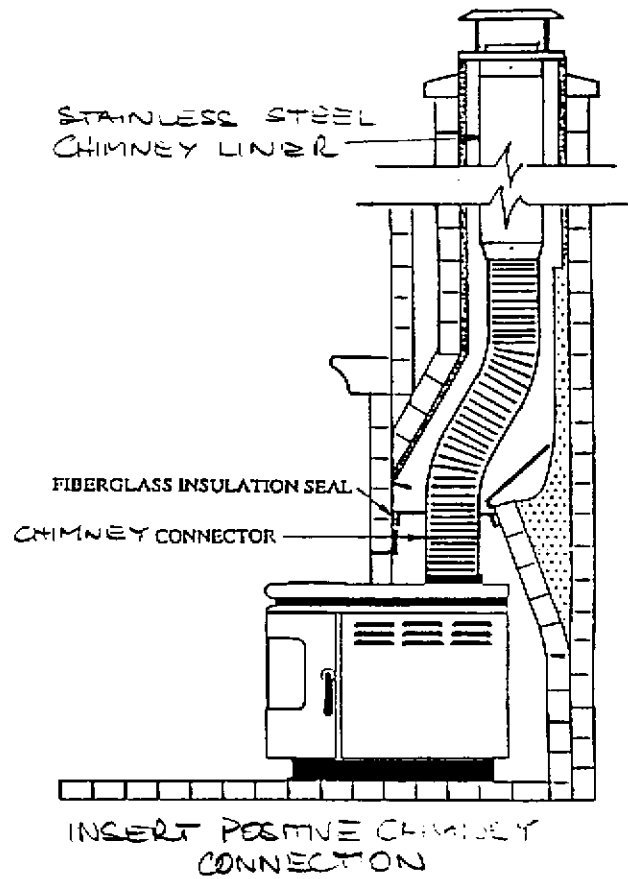 STAINLESS STEEL
CHIMNEY LINER
FIBERGLASS INSULATION SEAL
CHIMNEY CONNECTOR
INSERT POSITIVE CHIMNEY
CONNECTION